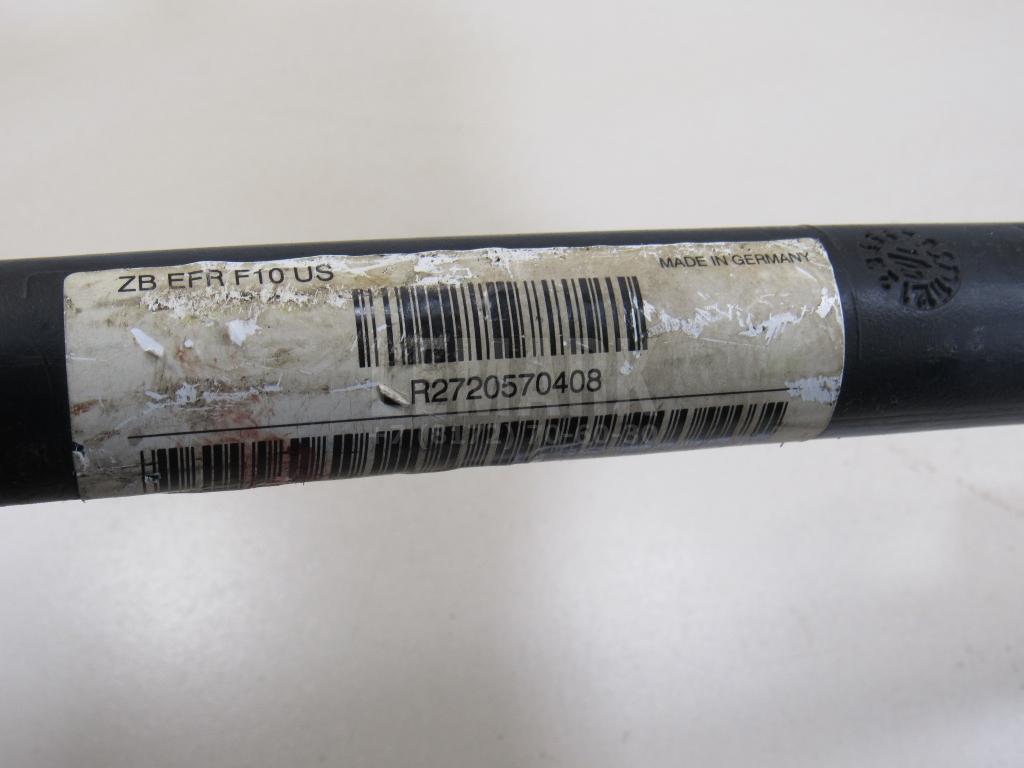 ZB EFR F10 US
MADE IN GERMANY
R2720570408